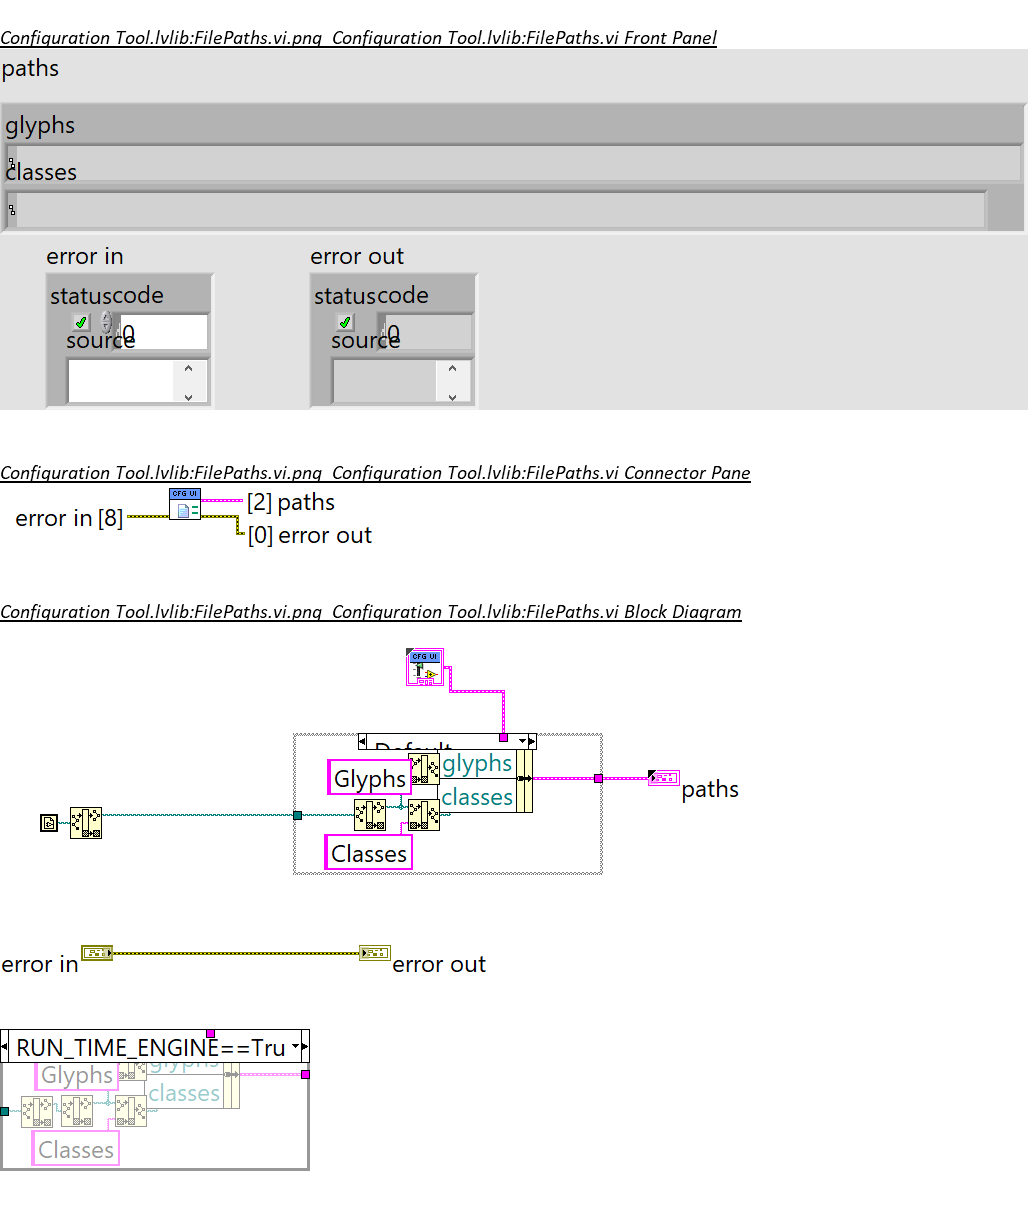 Configuration Tool.lvlib:FilePaths.vi.png  Configuration Tool.lvlib:FilePaths.vi Front Panel
paths
glyphs
classes
error in
error out
status code
status code
0
0
source
source
Configuration Tool.lvlib:FilePaths.vi.png  Configuration Tool.lvlib:FilePaths.vi Connector Pane
CFG UI
[2] paths
error in [8]
[0] error out
Configuration Tool.lvlib:FilePaths.vi.png  Configuration Tool.lvlib:FilePaths.vi Block Diagram
CFG UI
Default
glyphs
Glyphs
classes
paths
Classes
error in
error out
RUN_TIME_ENGINE==Tru
glyphs
Glyphs
classes
Classes